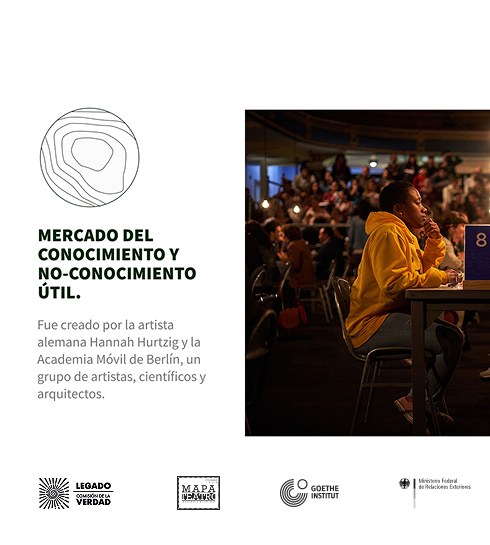 MERCADO DEL
CONOCIMIENTO Y
NO-CONOCIMIENTO
ÚTIL.
Fue creado por la artista
alemana Hannah Hurtzig y la
Academia Móvil de Berlín, un
grupo de artistas, científicos y
arquitectos.
8
LEGADO
COMISIÓN DE LA
VERDAD
MAPA
TEATRO
GOETHE
INSTITUT
Ministerio Federal
de Relaciones Exteriores